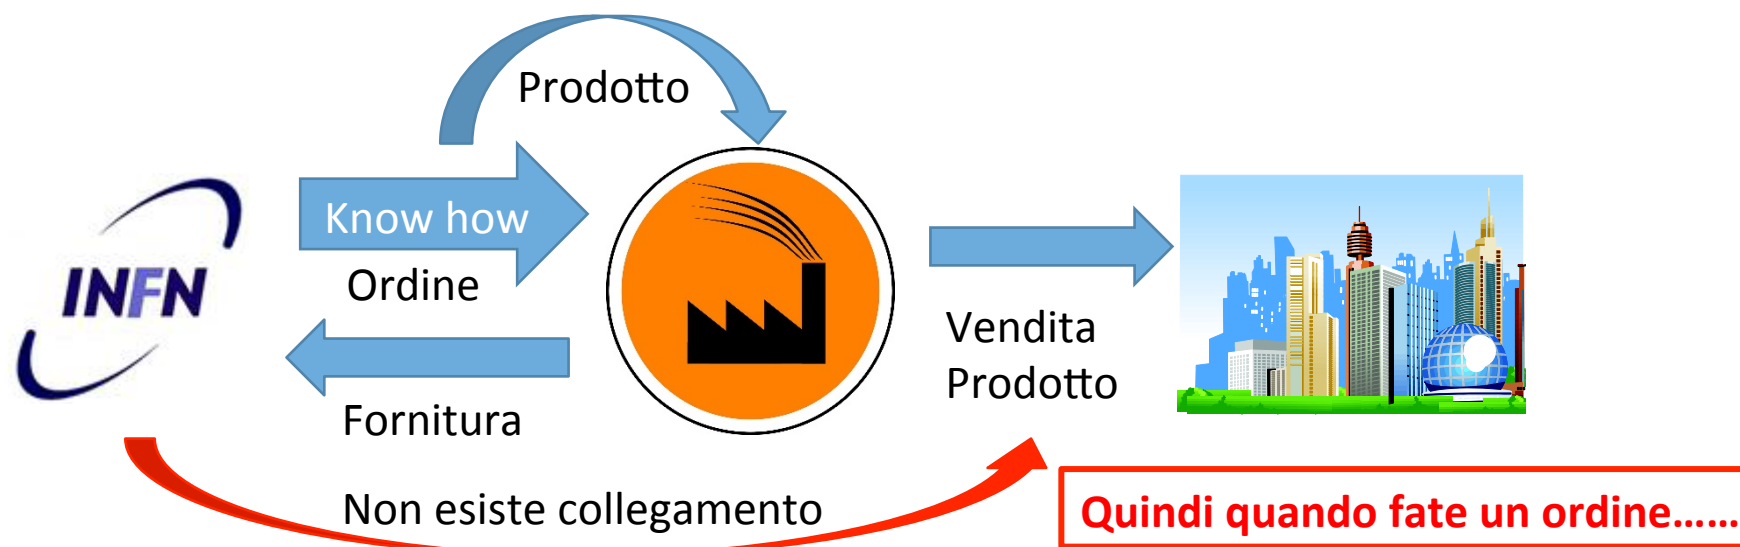 Prodotto
Know how
INFN
Ordine
Fornitura
Vendita
Prodotto
Non esiste collegamento
Quindi quando fate un ordine......